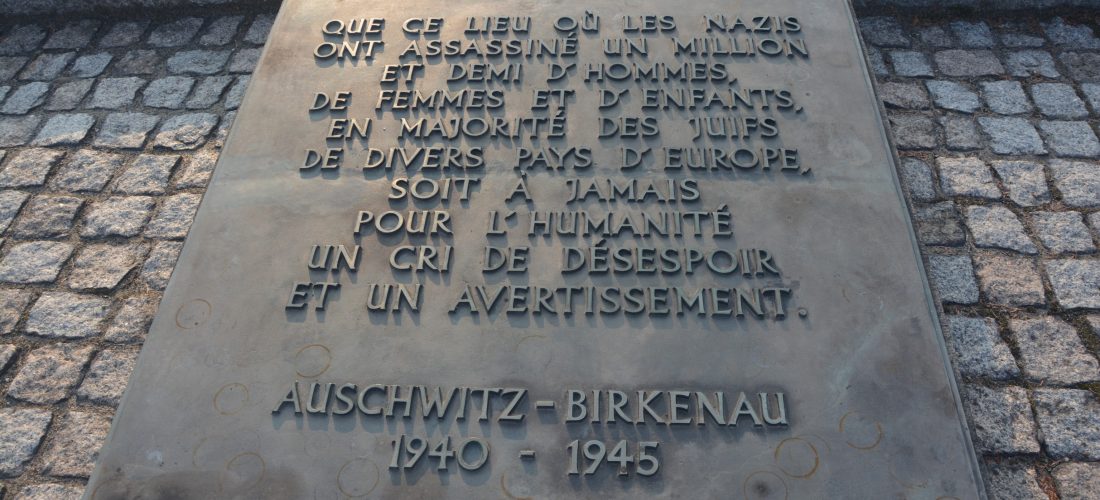 QUE CE LIEU OÙ LES NAZIS
ONT ASSASSINÉ UN MILLION
ET DEMI D'HOMMES,
DE FEMMES ET D'ENFANTS,
EN MAJORITÉ DES JUIFS
DE DIVERS PAYS D'EUROPE,
SOIT À JAMAIS
POUR L'HUMANITÉ
UN CRI DE DÉSESPOIR
ET UN AVERTISSEMENT.
AUSCHWITZ - BIRKENAU
1940 - 1945